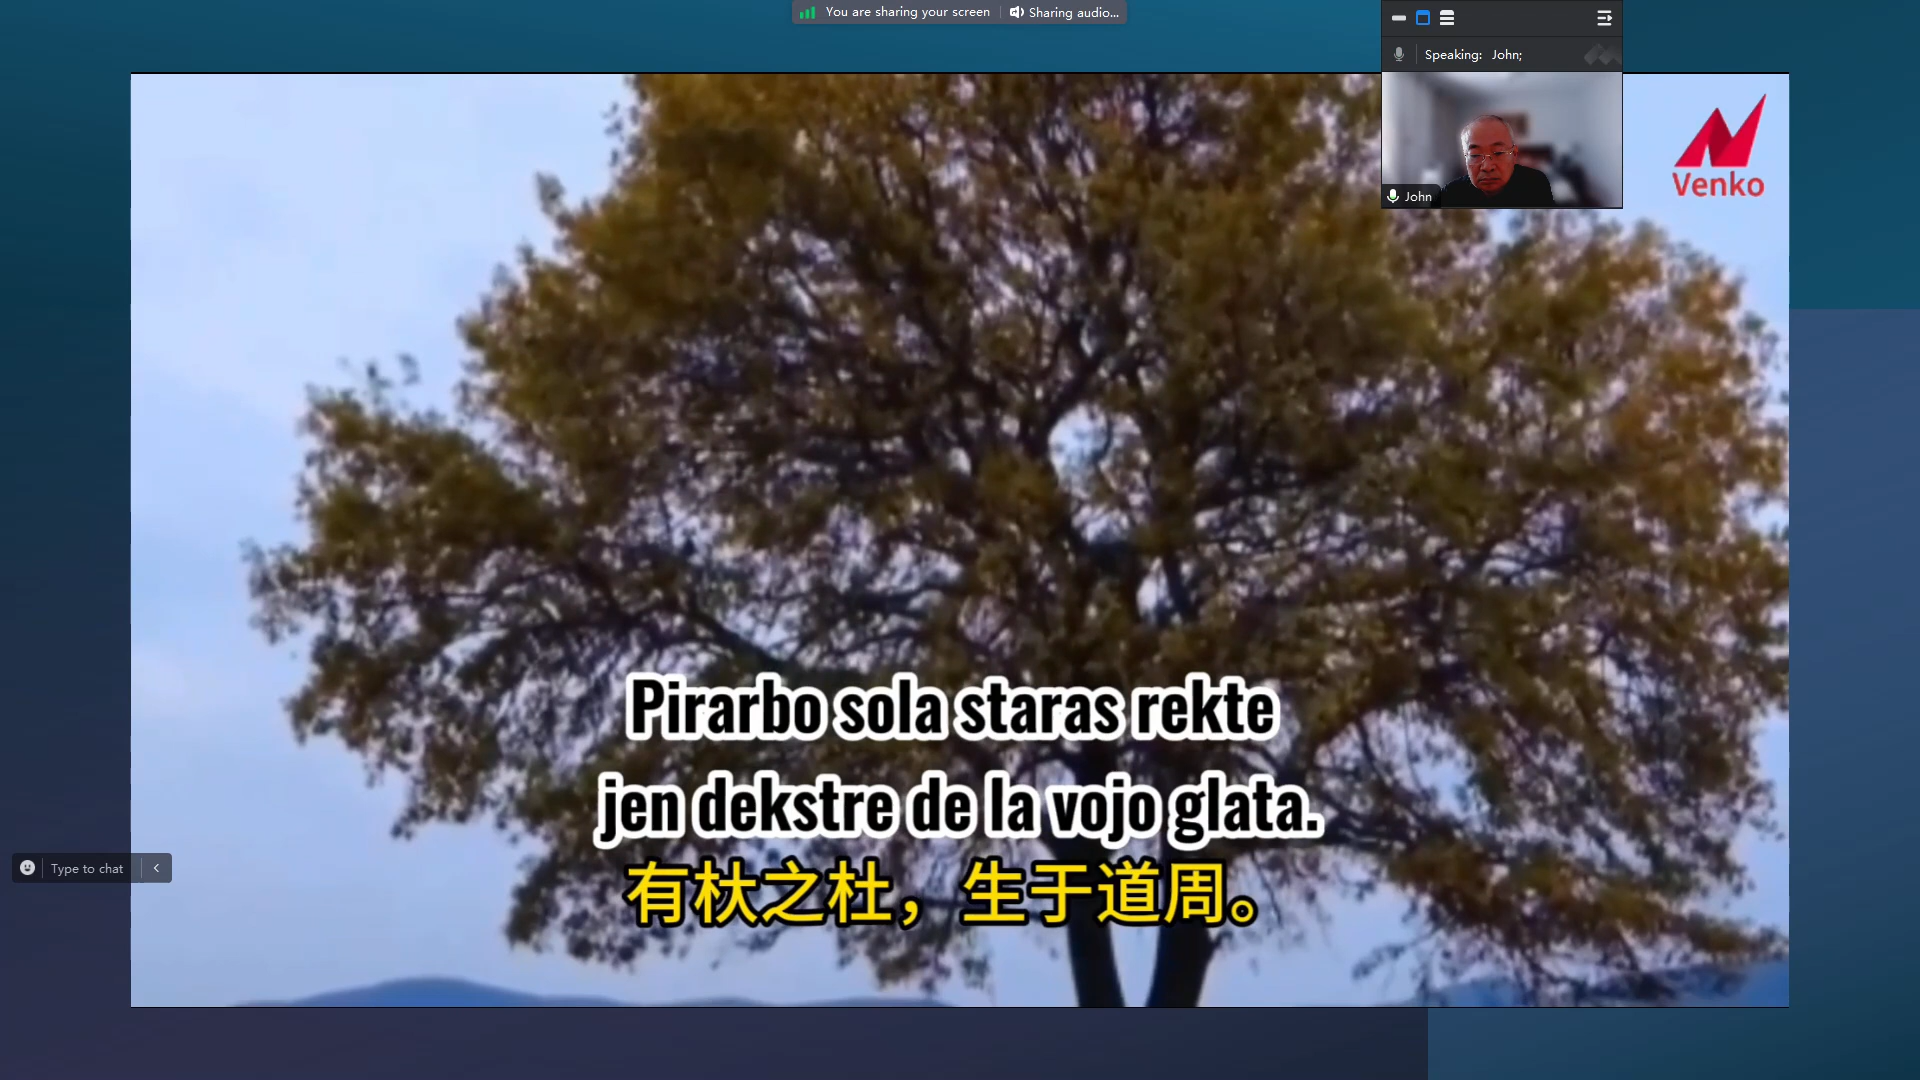 You are sharing your screen
Sharing audio...
Speaking: John;
John
Venko
Pirarbo sola staras rekte
jen dekstre de la vojo glata.
有杕之杜，生于道周。
Type to chat